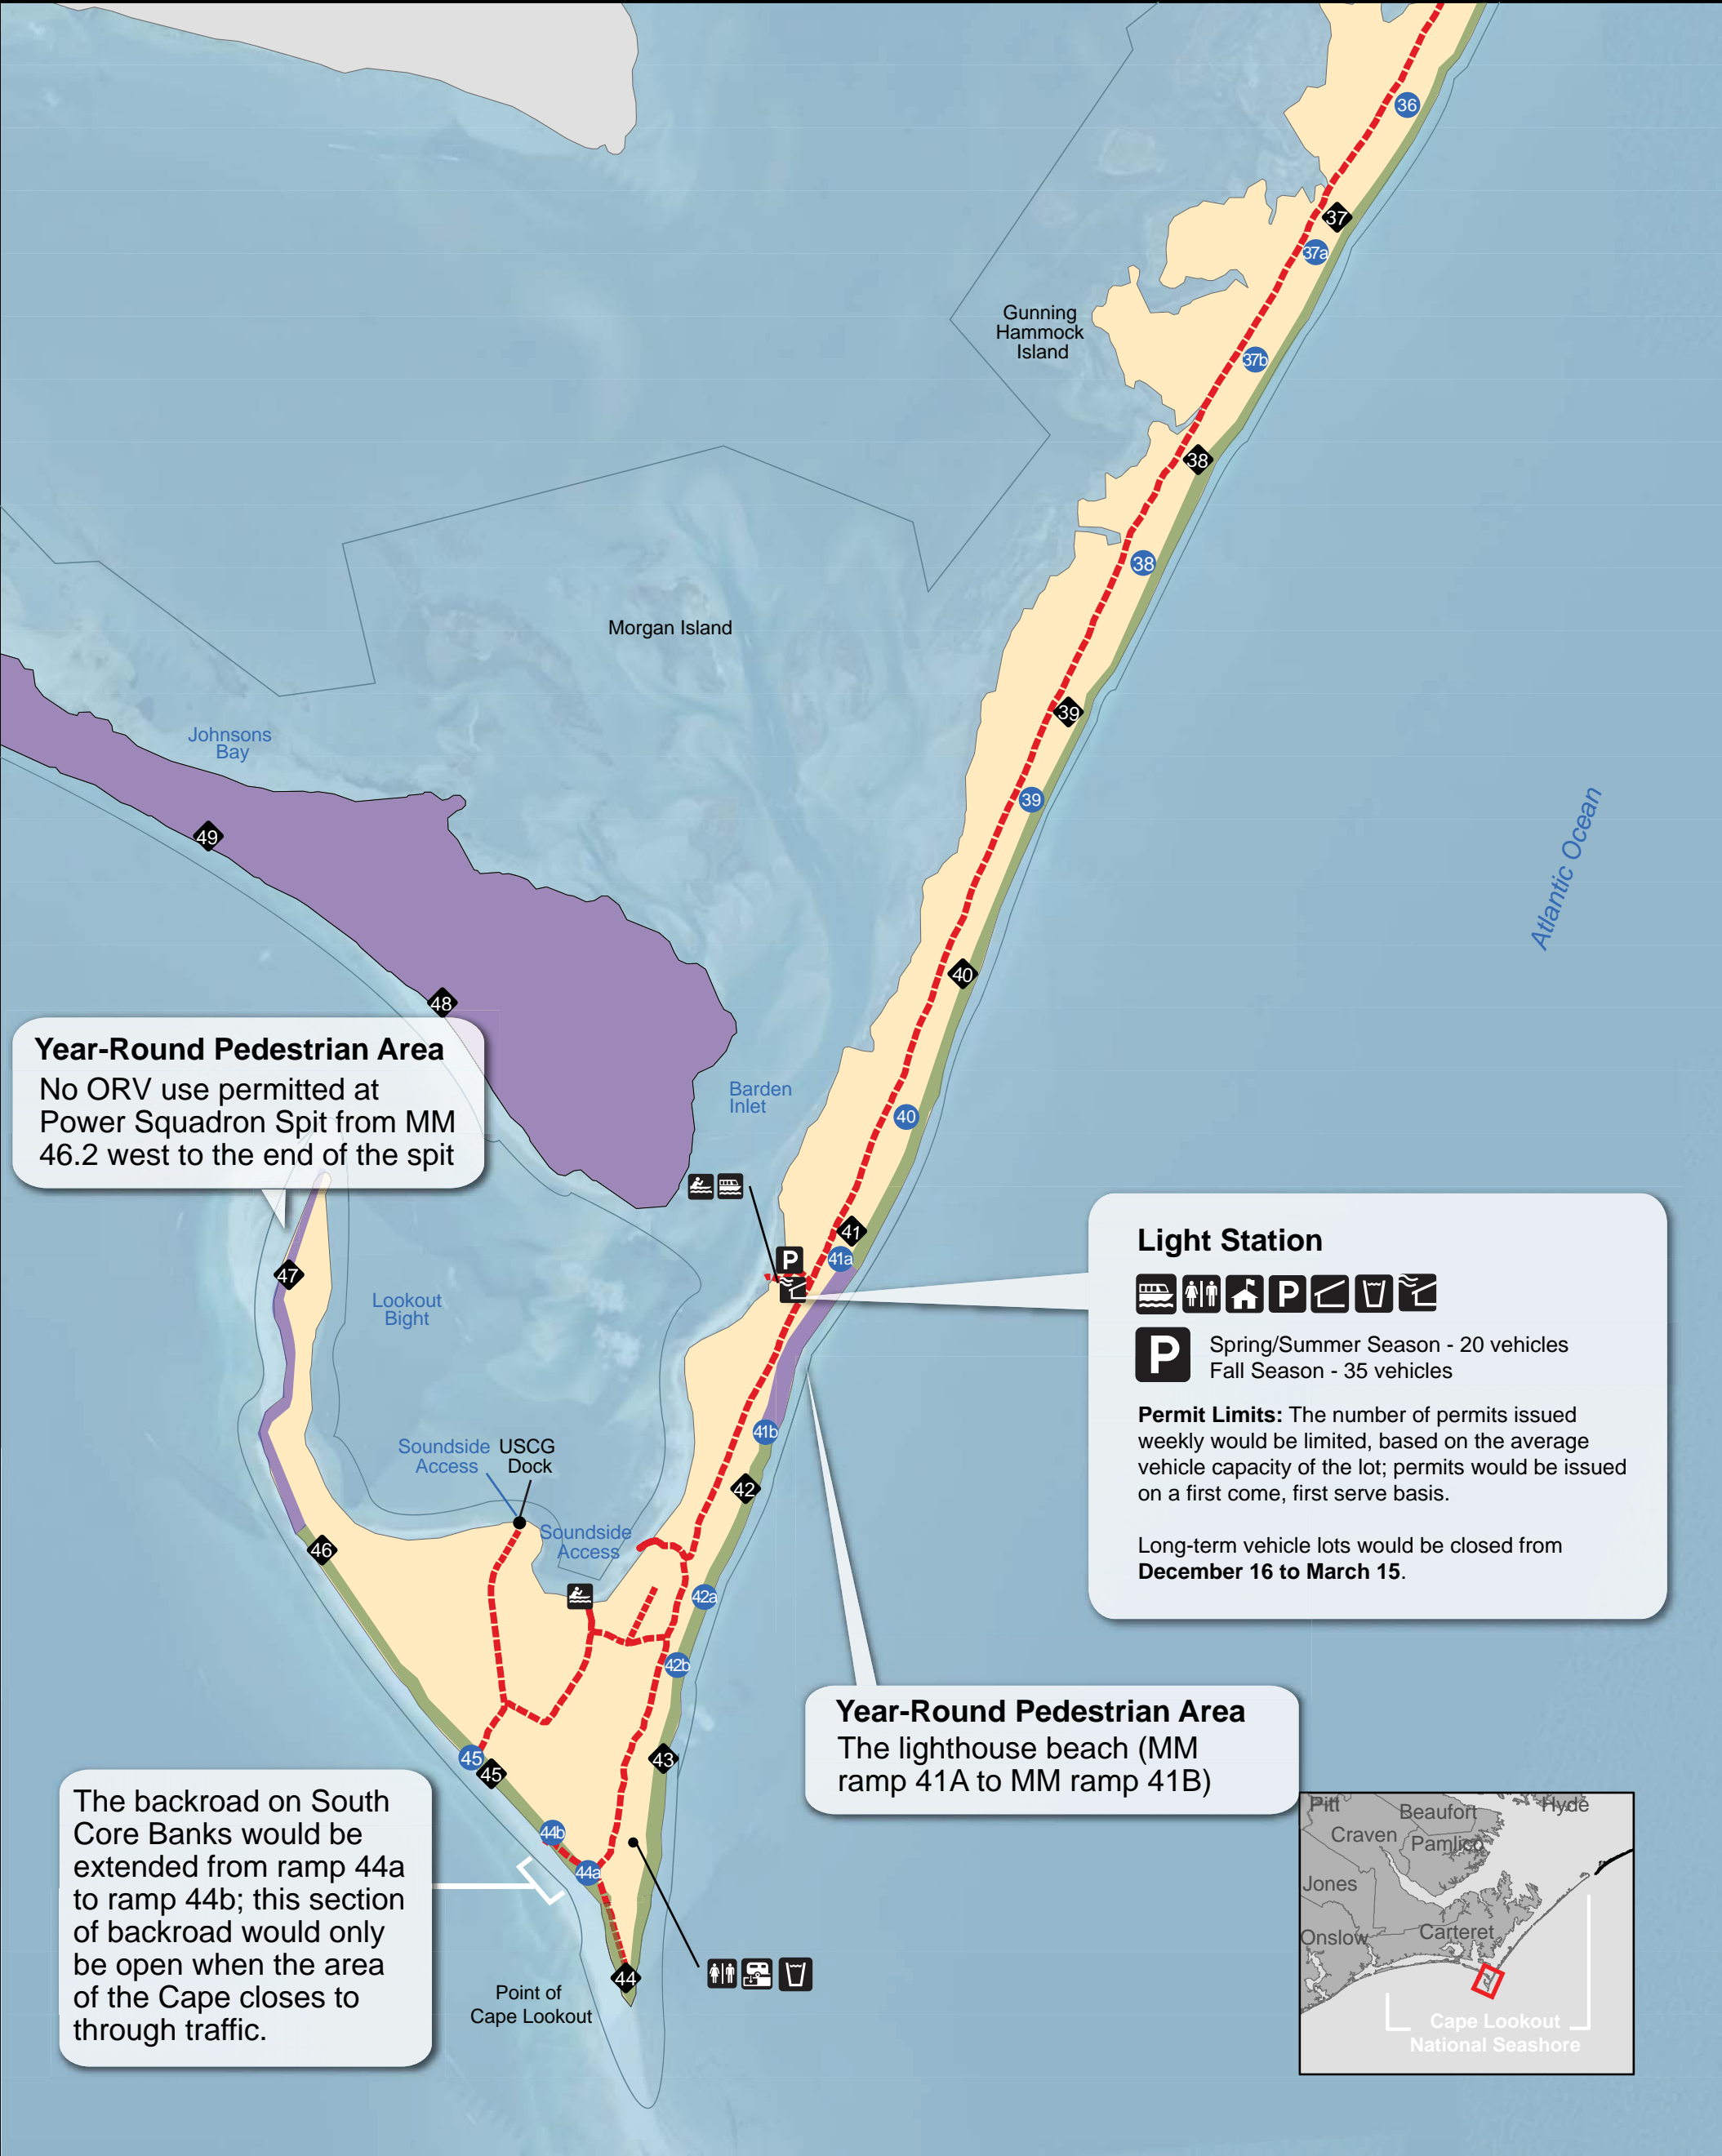 36
37
37a
Gunning
Hammock
Island
37b
38
38
Morgan Island
39
Johnsons
Bay
39
49
Atlantic Ocean
40
48
Year-Round Pedestrian Area
No ORV use permitted at
Power Squadron Spit from MM
46.2 west to the end of the spit
Barden
Inlet
40
41
41a
P
47
Lookout
Bight
Light Station
P
P
Spring/Summer Season - 20 vehicles
Fall Season - 35 vehicles
Permit Limits: The number of permits issued
weekly would be limited, based on the average
vehicle capacity of the lot; permits would be issued
on a first come, first serve basis.
Long-term vehicle lots would be closed from
December 16 to March 15.
41b
Soundside
Access
USCG
Dock
42
46
Soundside
Access
42a
42b
Year-Round Pedestrian Area
The lighthouse beach (MM
ramp 41A to MM ramp 41B)
45
45
43
The backroad on South
Core Banks would be
extended from ramp 44a
to ramp 44b; this section
of backroad would only
be open when the area
of the Cape closes to
through traffic.
44b
44a
44
Point of
Cape Lookout
Pitt
Beaufort
Hyde
Craven
Pamlico
Jones
Onslow
Carteret
Cape Lookout
National Seashore